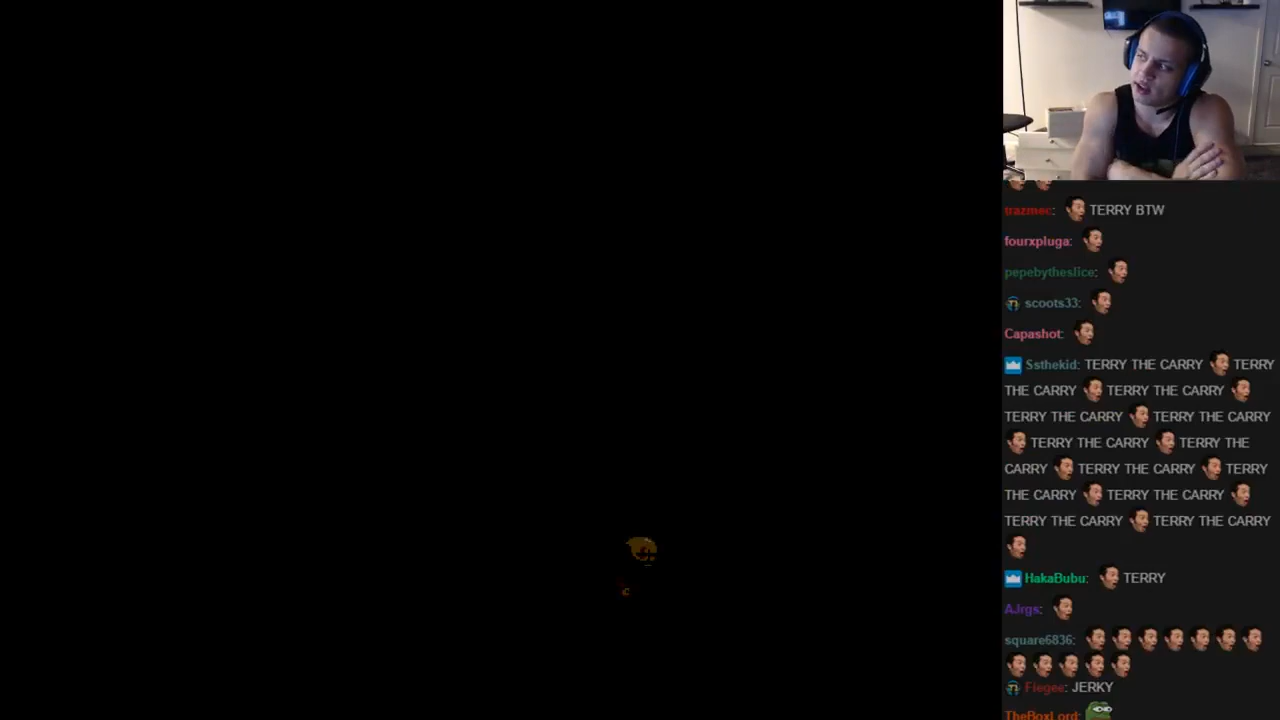 trazmec: TERRY BTW
fourxpluga:
pepebytheslice:
scoots33:
Capashot:
Ssthekid: TERRY THE CARRY TERRY
THE CARRY TERRY THE CARRY
TERRY THE CARRY TERRY THE CARRY
TERRY THE CARRY TERRY THE
CARRY TERRY THE CARRY TERRY
THE CARRY TERRY THE CARRY
TERRY THE CARRY TERRY THE CARRY
HakaBubu: TERRY
AJrgs:
square6836:
Fiegee: JERKY
TheBoxLord: